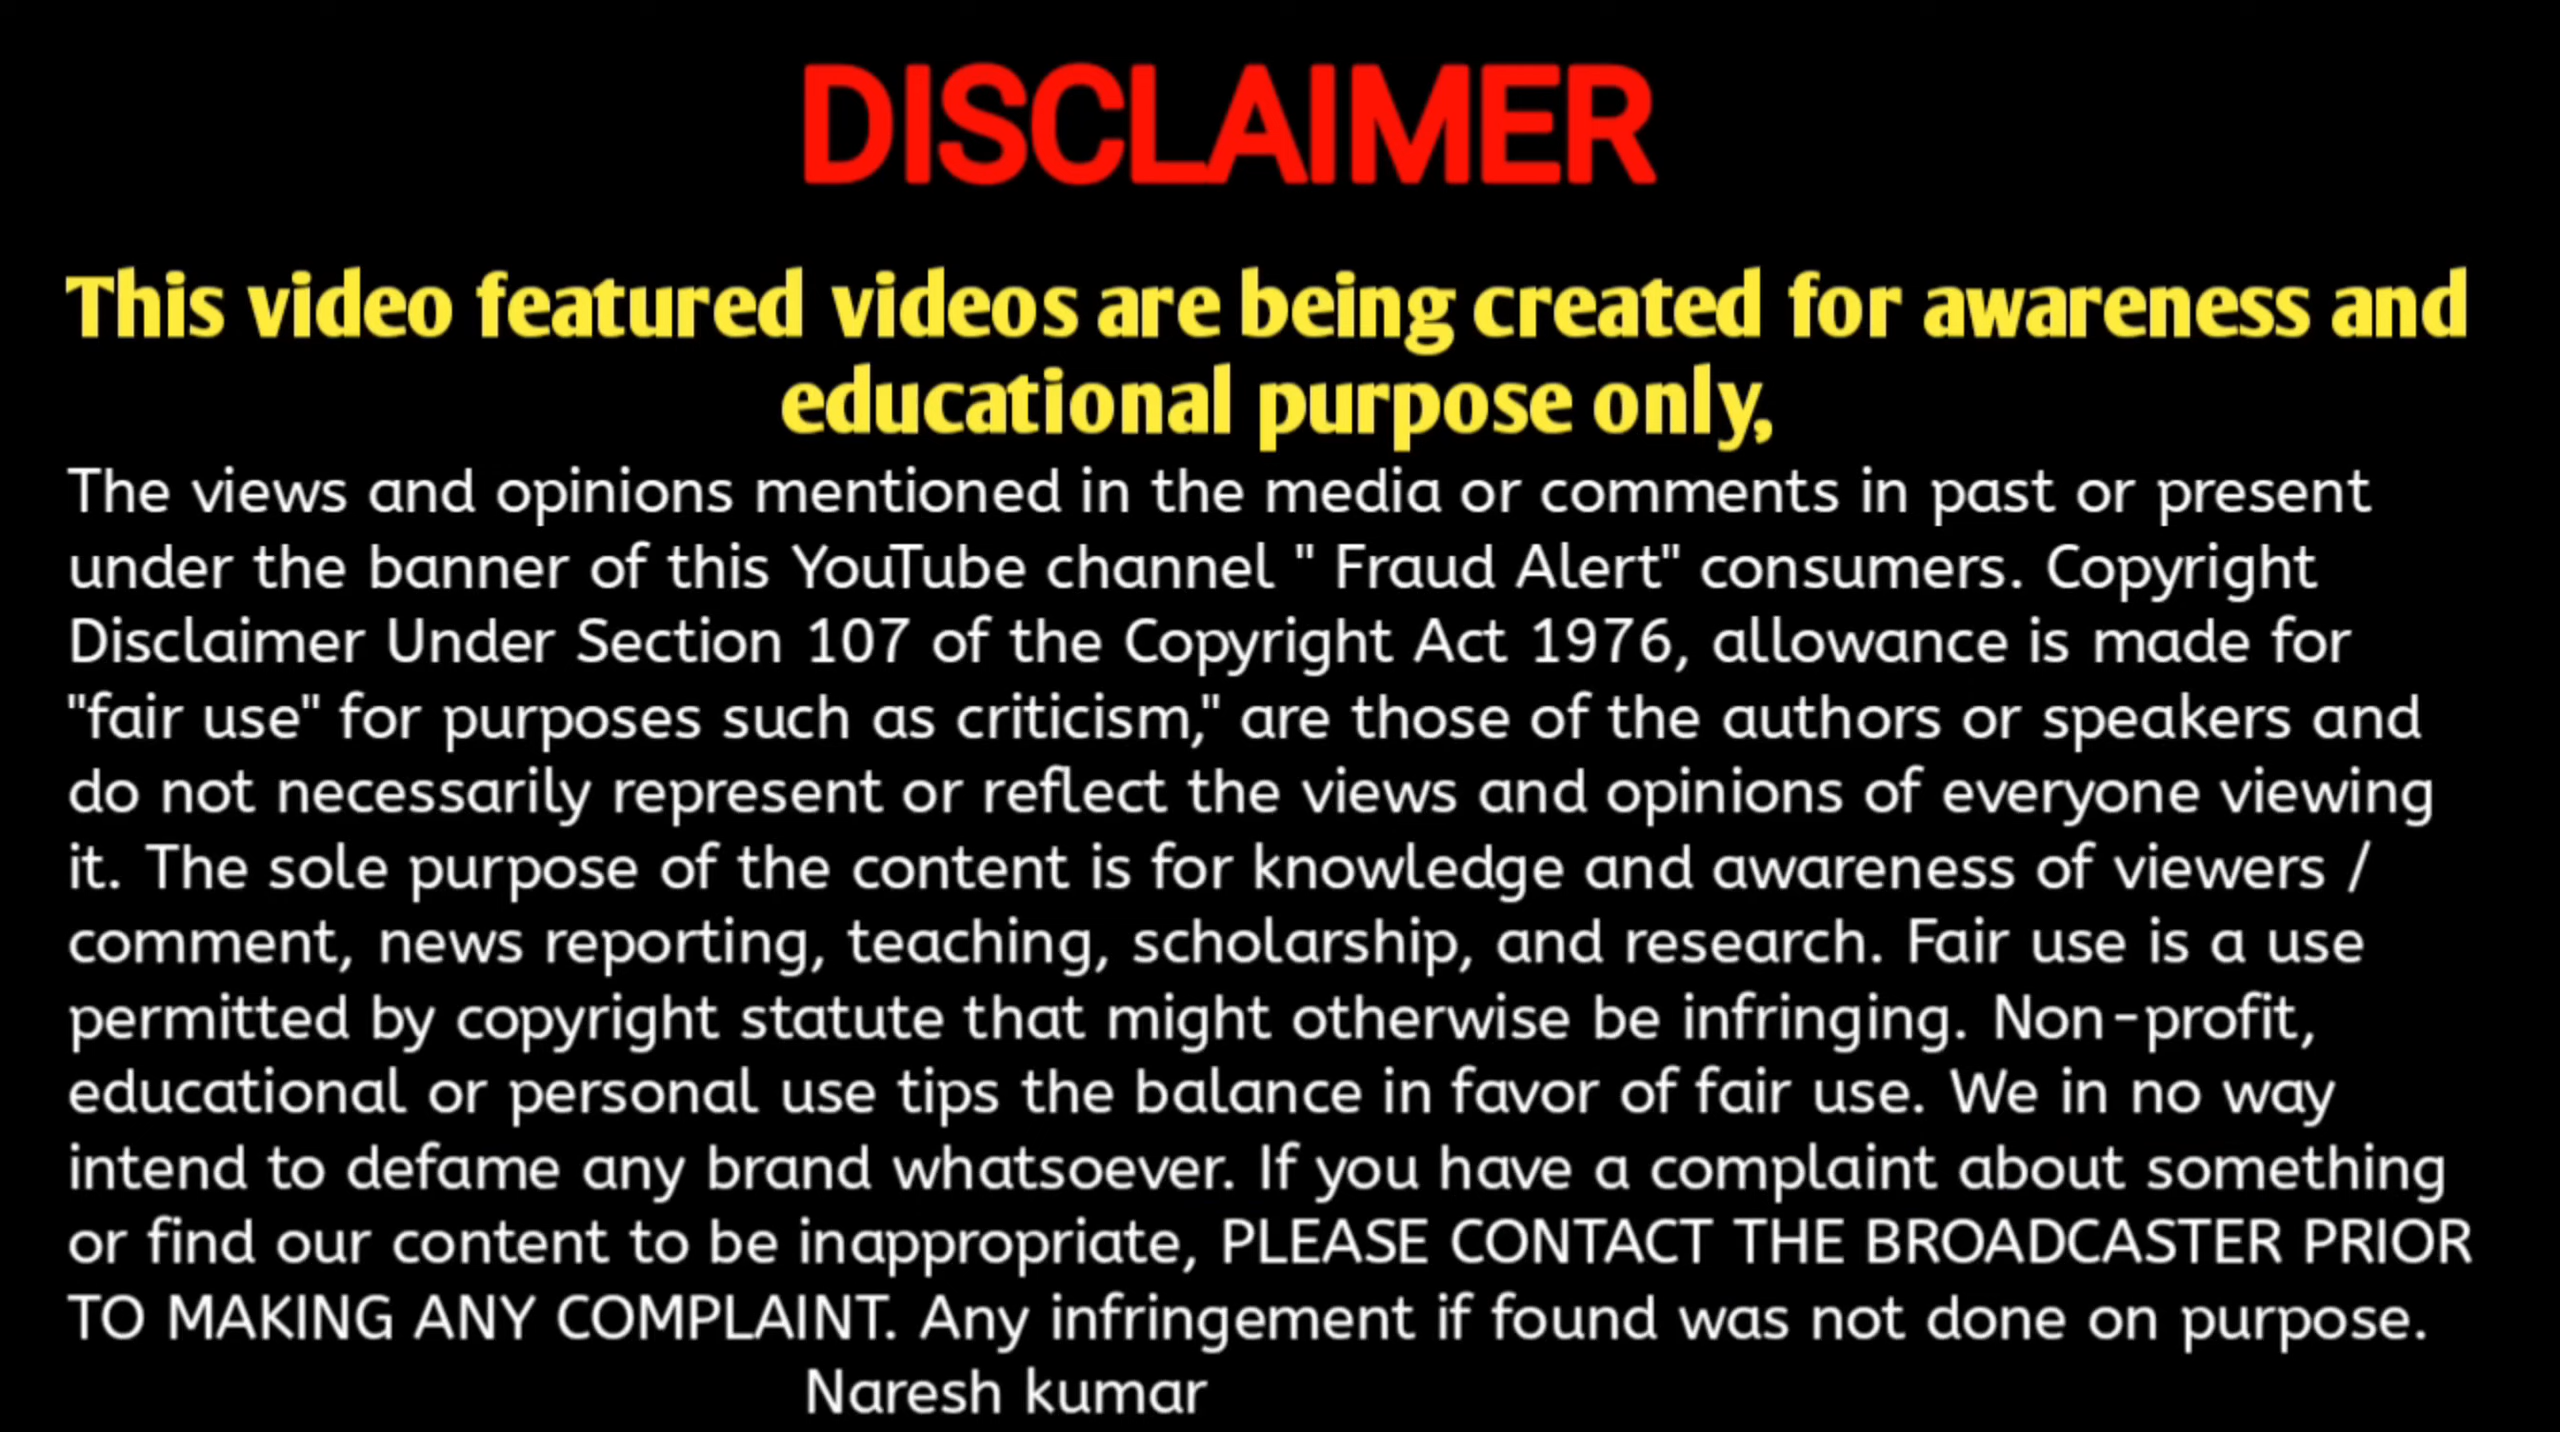 DISCLAIMER
This video featured videos are being created for awareness and
educational purpose only,
The views and opinions mentioned in the media or comments in past or present
under the banner of this YouTube channel " Fraud Alert" consumers. Copyright
Disclaimer Under Section 107 of the Copyright Act 1976, allowance is made for
"fair use" for purposes such as criticism," are those of the authors or speakers and
do not necessarily represent or reflect the views and opinions of everyone viewing
it. The sole purpose of the content is for knowledge and awareness of viewers /
comment, news reporting, teaching, scholarship, and research. Fair use is a use
permitted by copyright statute that might otherwise be infringing. Non-profit,
educational or personal use tips the balance in favor of fair use. We in no way
intend to defame any brand whatsoever. If you have a complaint about something
or find our content to be inappropriate, PLEASE CONTACT THE BROADCASTER PRIOR
TO MAKING ANY COMPLAINT. Any infringement if found was not done on purpose.
Naresh kumar